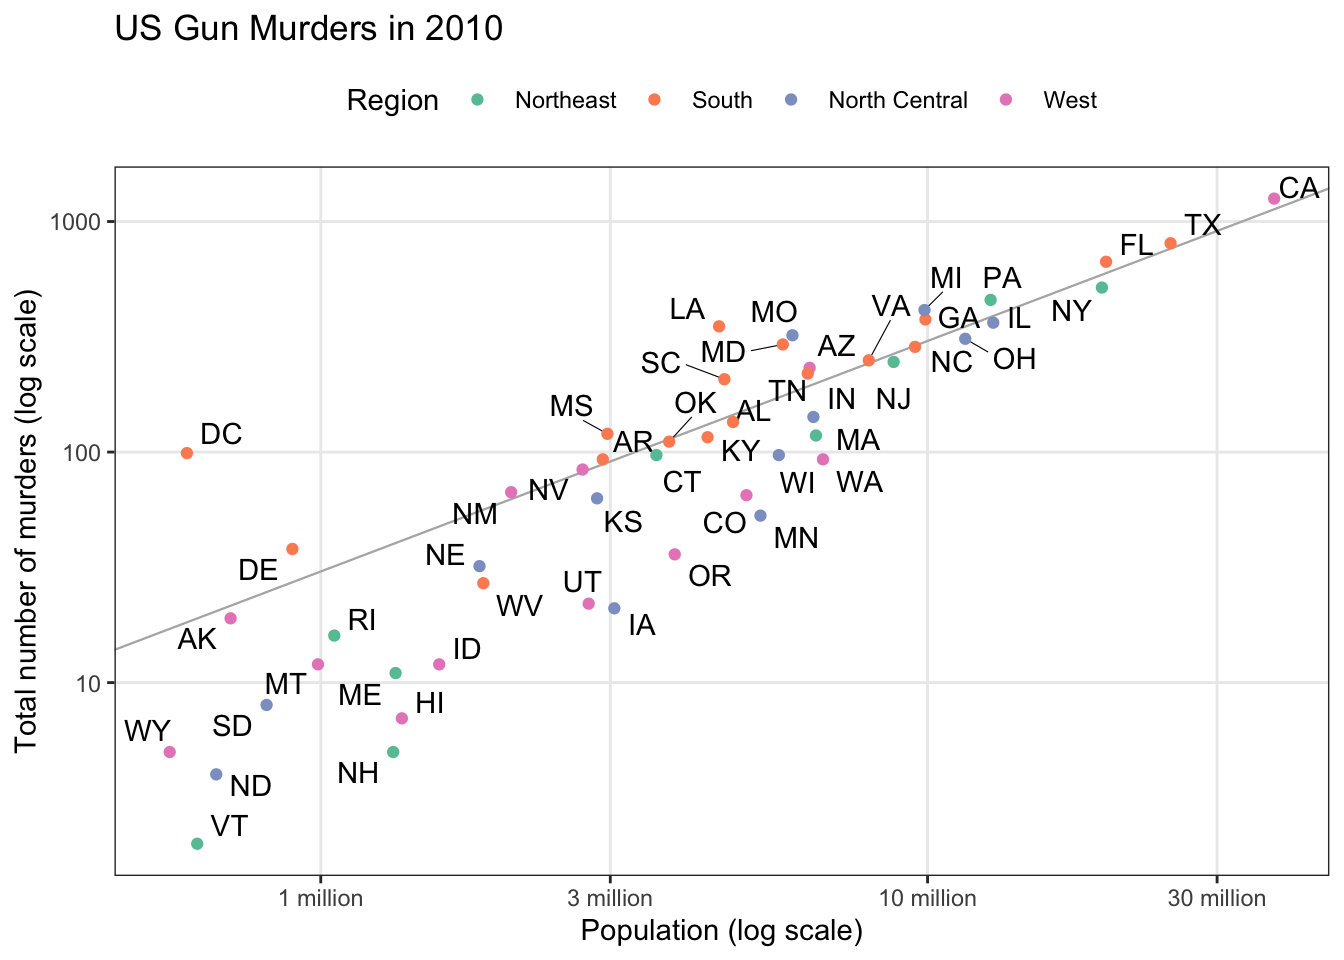 US Gun Murders in 2010
Region Northeast South North Central West
Total number of murders (log scale)
1000
100
10
CA
TX
FL
MI PA
LA MO VA GA IL NY
MD AZ NC OH
SC
TN IN NJ
MS OK AL
DC AR KY MA
CT WI WA
NM NV KS CO MN
DE NE UT OR
WV IA
AK RI
ID
MT ME HI
WY SD
ND NH
VT
1 million 3 million 10 million 30 million
Population (log scale)